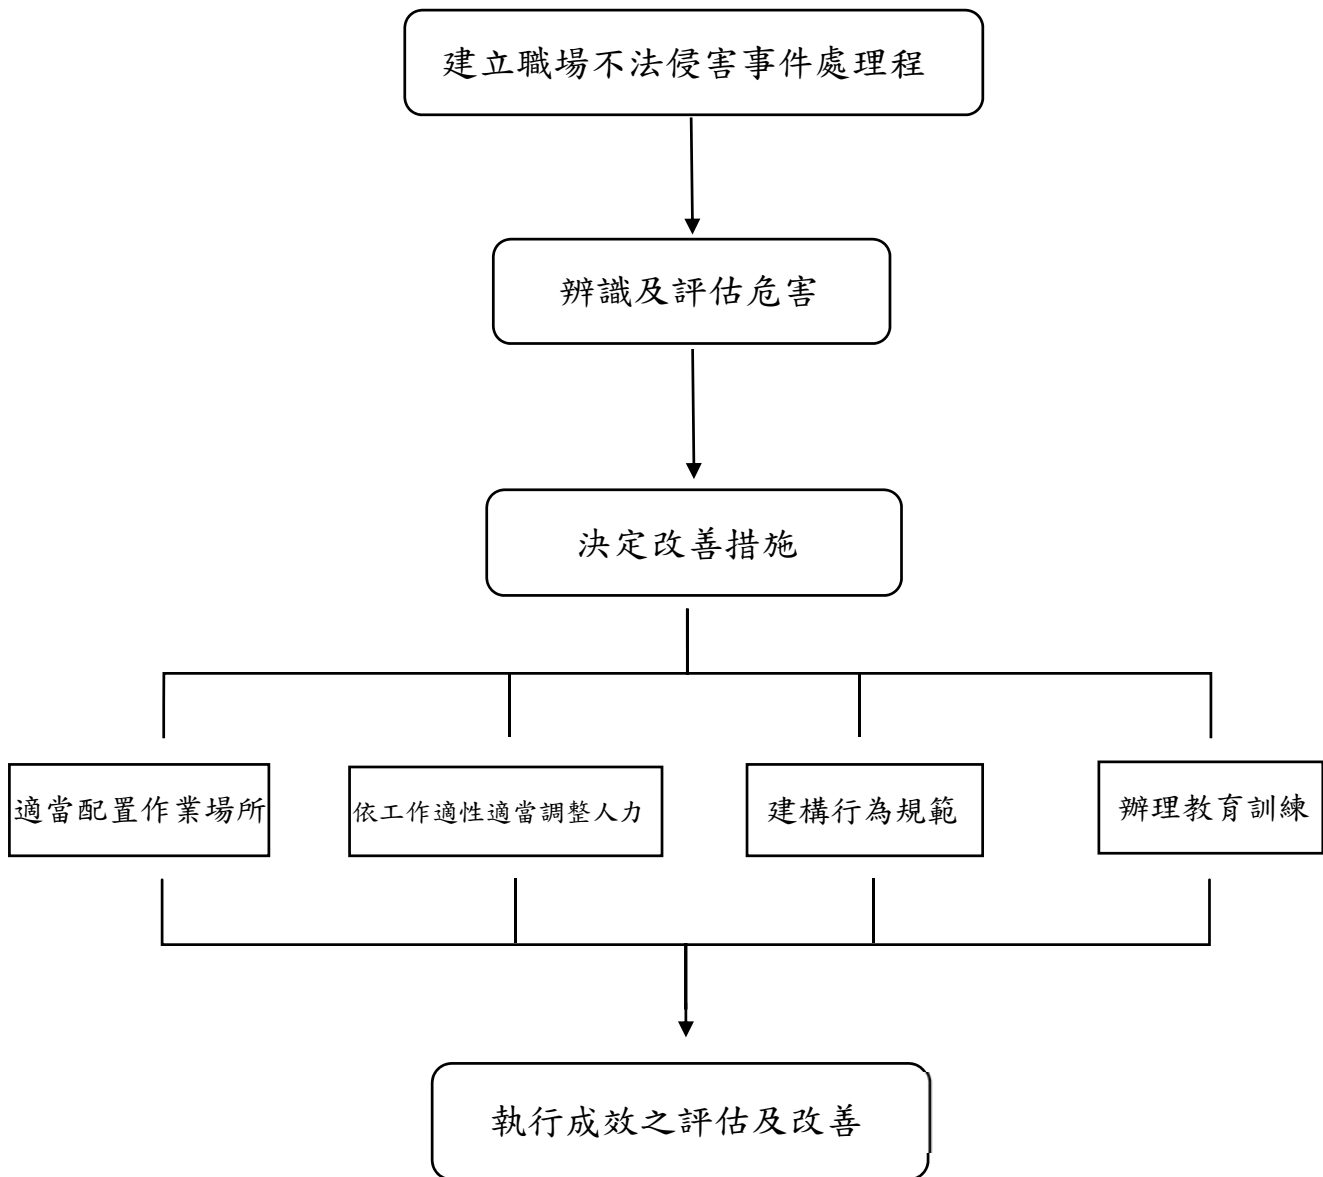 建立職場不法侵害事件處理程
辨識及評估危害
決定改善措施
適當配置作業場所
依工作適性適當調整人力
建構行為規範
辦理教育訓練
執行成效之評估及改善